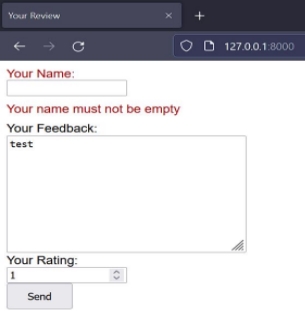 Your Review
127.0.0.1:8000
Your Name:
Your name must not be empty
Your Feedback:
test
Your Rating:
1
Send